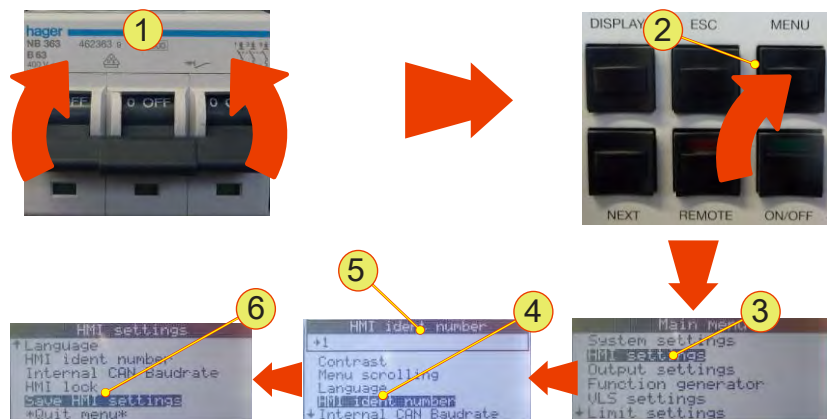 1
hager
NB 363
462363 9
B 63
400 V
0 OFF
2
DISPLAY
ESC
MENU
NEXT
REMOTE
ON/OFF
3
Main menu
System settings
HMI settings
Output settings
Function generator
VLS settings
Limit settings
5
4
HMI ident number
+1
Contrast
Menu scrolling
Language
HMI ident number
Internal CAN Baudrate
6
HMI settings
Language
HMI ident number
Internal CAN Baudrate
HMI lock
Save HMI settings
*Quit menu*